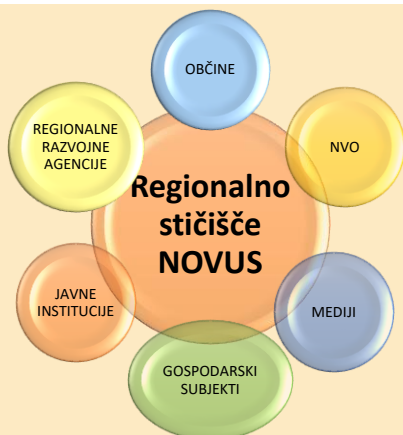 OBČINE
REGIONALNE
RAZVOJNE
AGENCIJE
NVO
Regionalno
stičišče
NOVUS
JAVNE
INSTITUCIJE
MEDIJI
GOSPODARSKI
SUBJEKTI